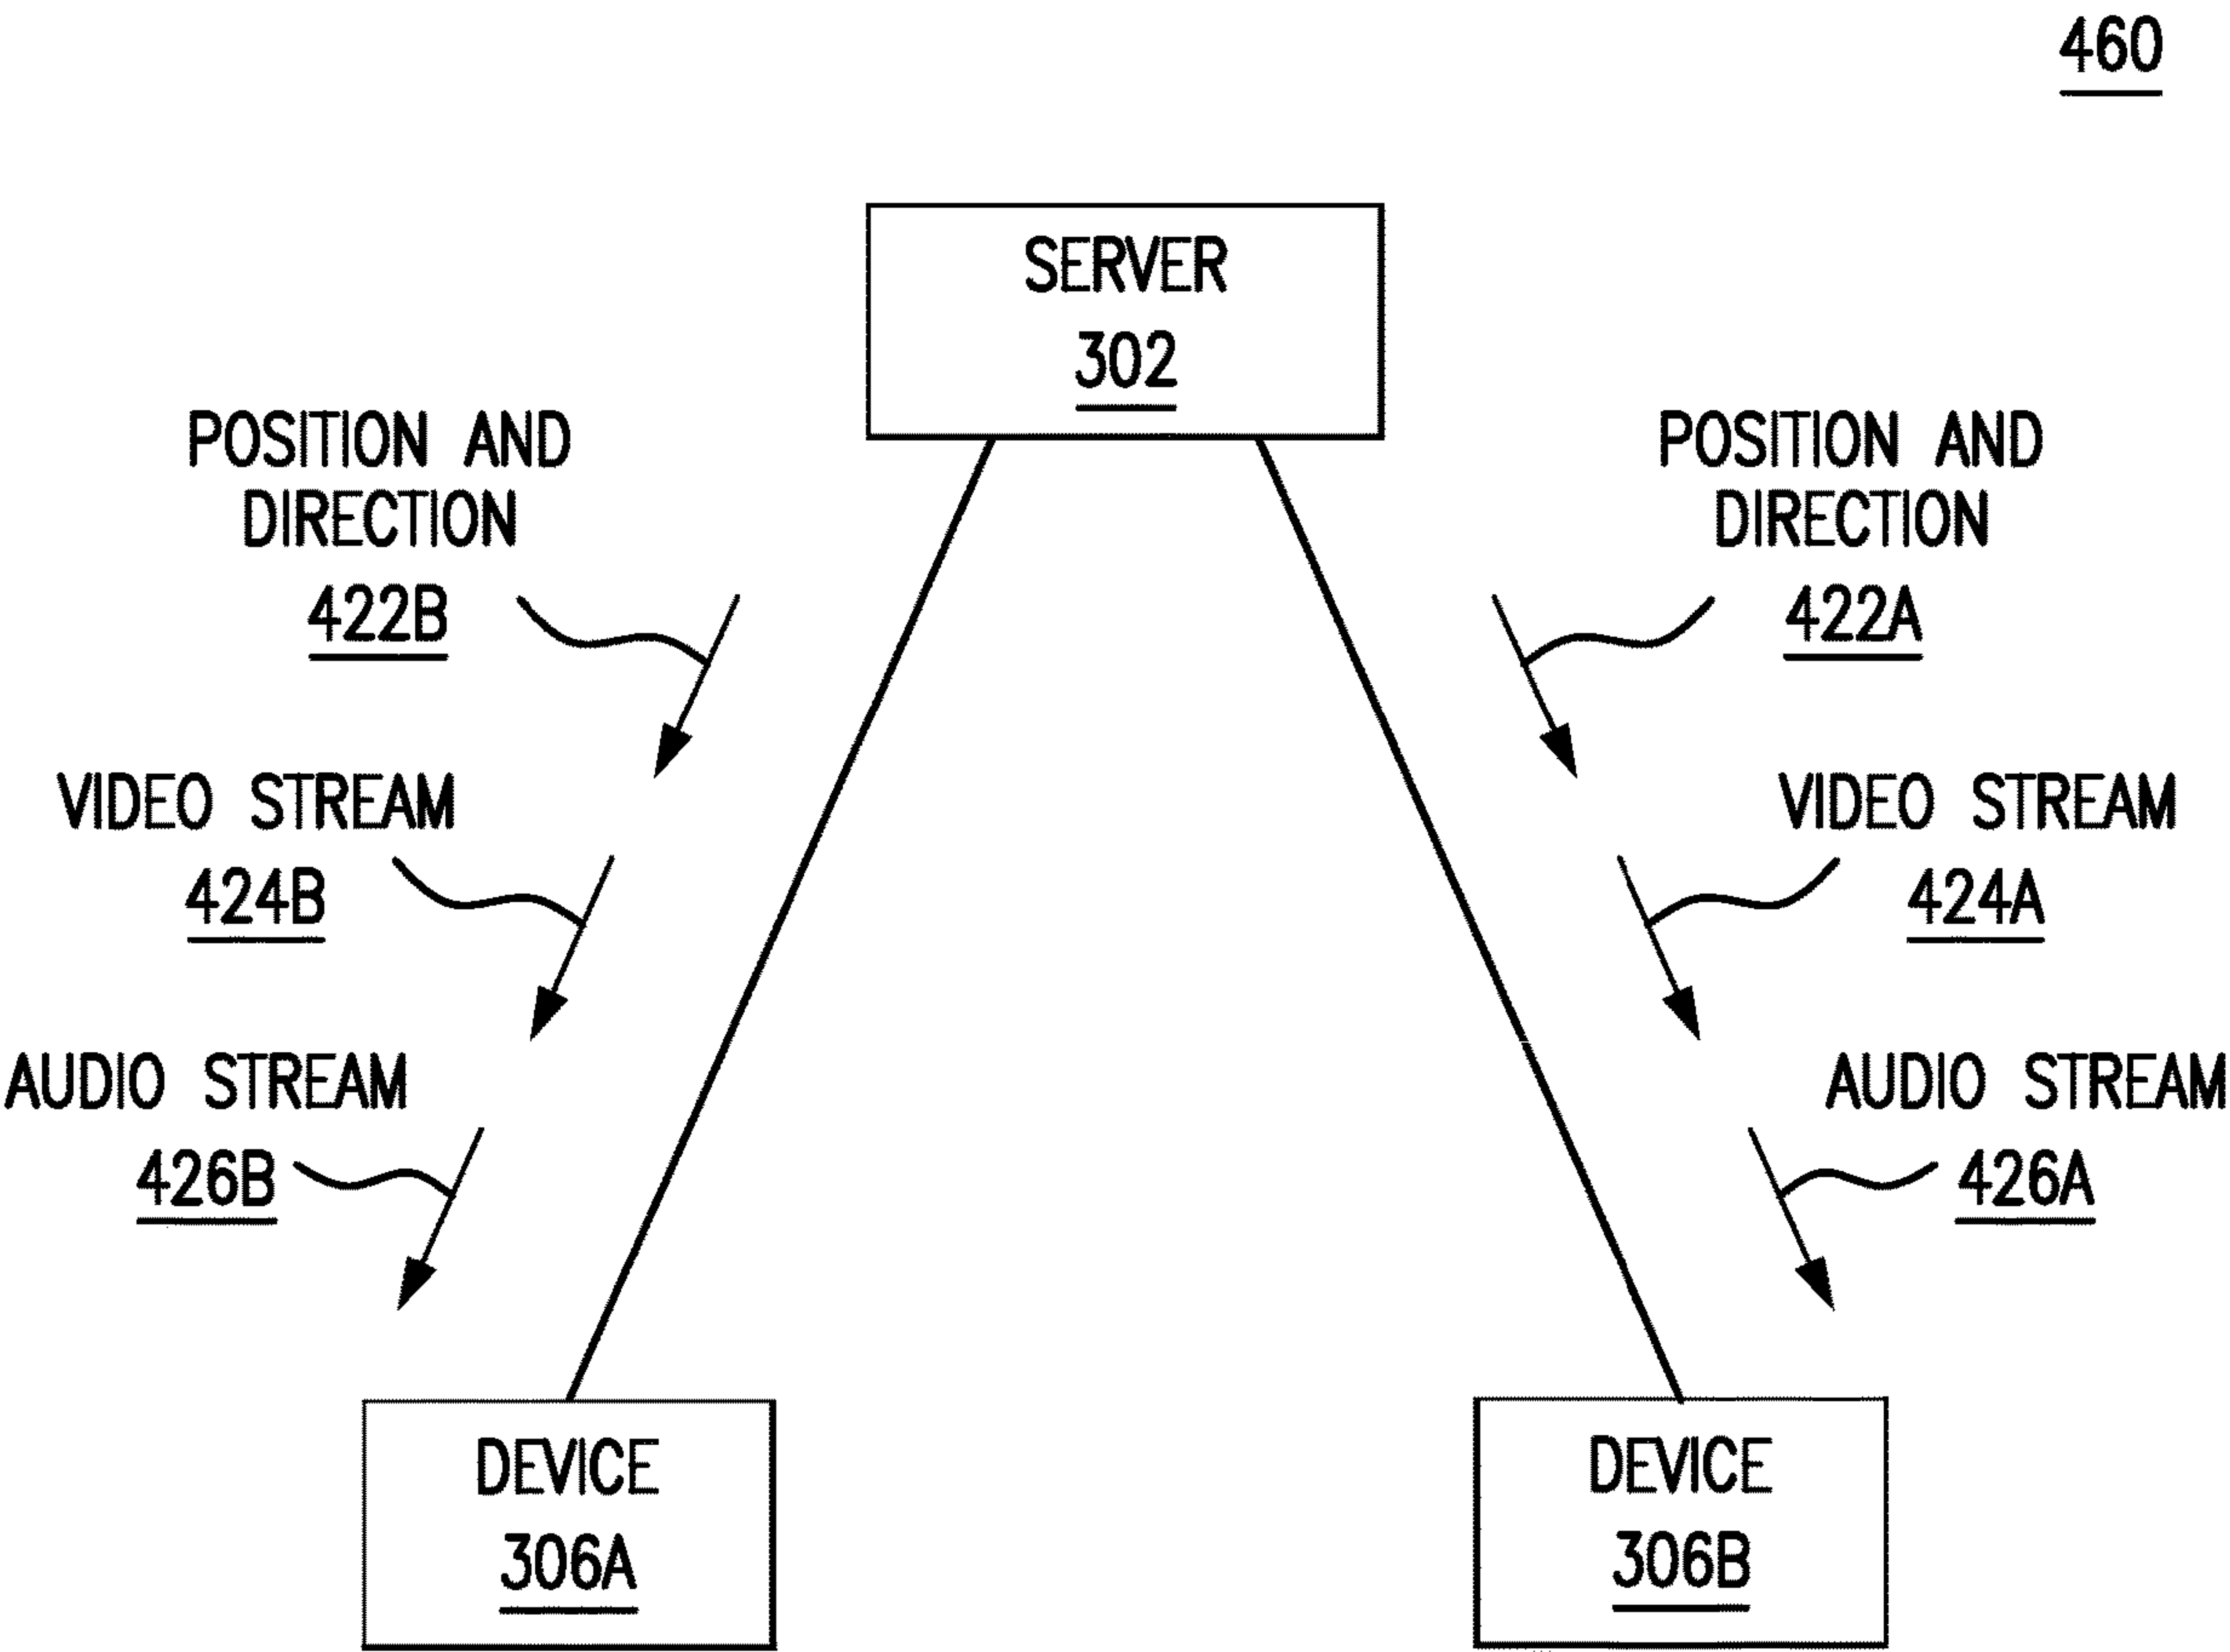 460
SERVER
302
POSITION AND
DIRECTION
422B
POSITION AND
DIRECTION
422A
VIDEO STREAM
424B
VIDEO STREAM
424A
AUDIO STREAM
426B
AUDIO STREAM
426A
DEVICE
306A
DEVICE
306B